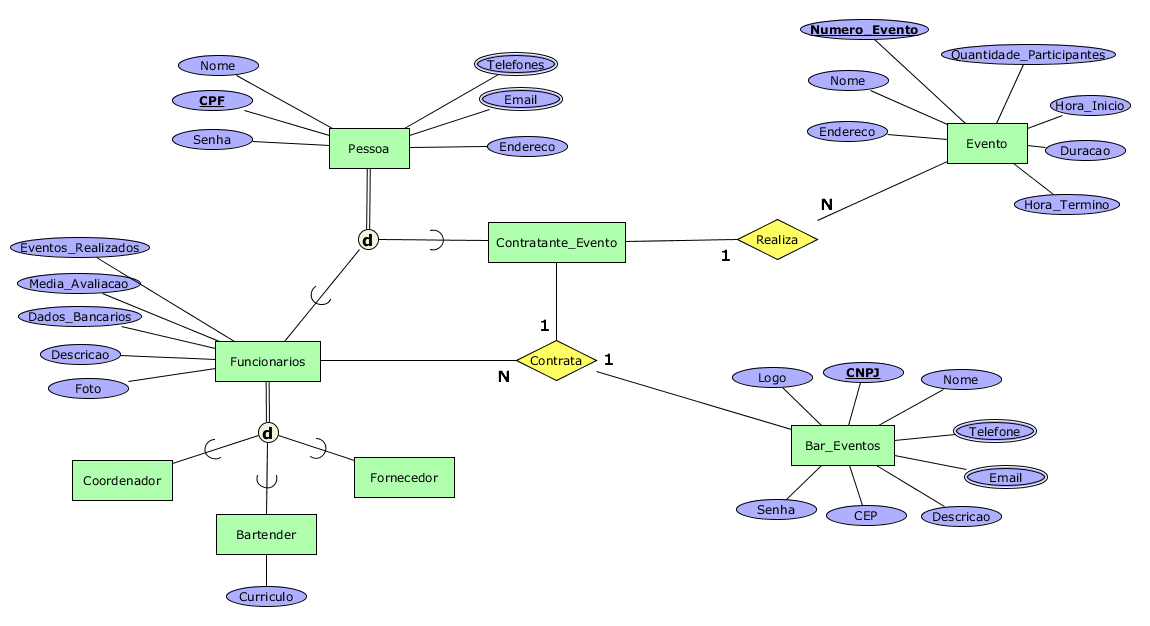 Numero_Evento
Quantidade_Participantes
Nome
Telefones
Nome
CPF
Email
Hora_Inicio
Senha
Endereco
Endereco
Pessoa
Evento
Duracao
Hora_Termino
N
d
Contratante_Evento
Realiza
1
Eventos_Realizados
Media_Avaliacao
Dados_Bancarios
Descricao
Foto
Funcionarios
1
Contrata
1
N
Logo
CNPJ
Nome
Telefone
Bar_Eventos
Email
Senha
CEP
Descricao
d
Coordenador
Fornecedor
Bartender
Curriculo